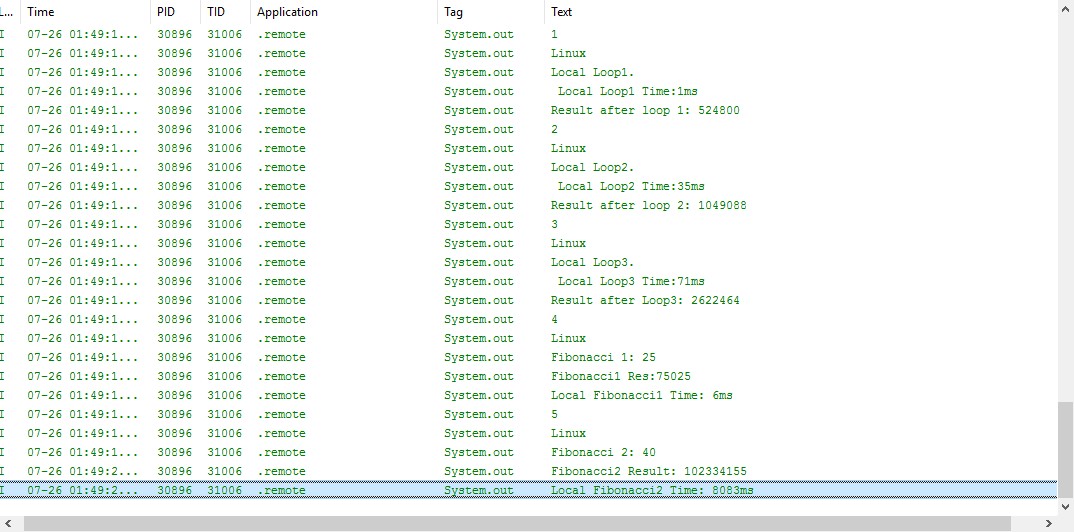 L... Time PID TID Application Tag Text
I 07-26 01:49:1... 30896 31006 .remote System.out 1
I 07-26 01:49:1... 30896 31006 .remote System.out Linux
I 07-26 01:49:1... 30896 31006 .remote System.out Local Loop1.
I 07-26 01:49:1... 30896 31006 .remote System.out Local Loop1 Time:1ms
I 07-26 01:49:1... 30896 31006 .remote System.out Result after loop 1: 524800
I 07-26 01:49:1... 30896 31006 .remote System.out 2
I 07-26 01:49:1... 30896 31006 .remote System.out Linux
I 07-26 01:49:1... 30896 31006 .remote System.out Local Loop2.
I 07-26 01:49:1... 30896 31006 .remote System.out Local Loop2 Time:35ms
I 07-26 01:49:1... 30896 31006 .remote System.out Result after loop 2: 1049088
I 07-26 01:49:1... 30896 31006 .remote System.out 3
I 07-26 01:49:1... 30896 31006 .remote System.out Linux
I 07-26 01:49:1... 30896 31006 .remote System.out Local Loop3.
I 07-26 01:49:1... 30896 31006 .remote System.out Local Loop3 Time:71ms
I 07-26 01:49:1... 30896 31006 .remote System.out Result after Loop3: 2622464
I 07-26 01:49:1... 30896 31006 .remote System.out 4
I 07-26 01:49:1... 30896 31006 .remote System.out Linux
I 07-26 01:49:1... 30896 31006 .remote System.out Fibonacci 1: 25
I 07-26 01:49:1... 30896 31006 .remote System.out Fibonacci1 Res:75025
I 07-26 01:49:1... 30896 31006 .remote System.out Local Fibonacci1 Time: 6ms
I 07-26 01:49:1... 30896 31006 .remote System.out 5
I 07-26 01:49:1... 30896 31006 .remote System.out Linux
I 07-26 01:49:1... 30896 31006 .remote System.out Fibonacci 2: 40
I 07-26 01:49:2... 30896 31006 .remote System.out Fibonacci2 Result: 102334155
I 07-26 01:49:2... 30896 31006 .remote System.out Local Fibonacci2 Time: 8083ms